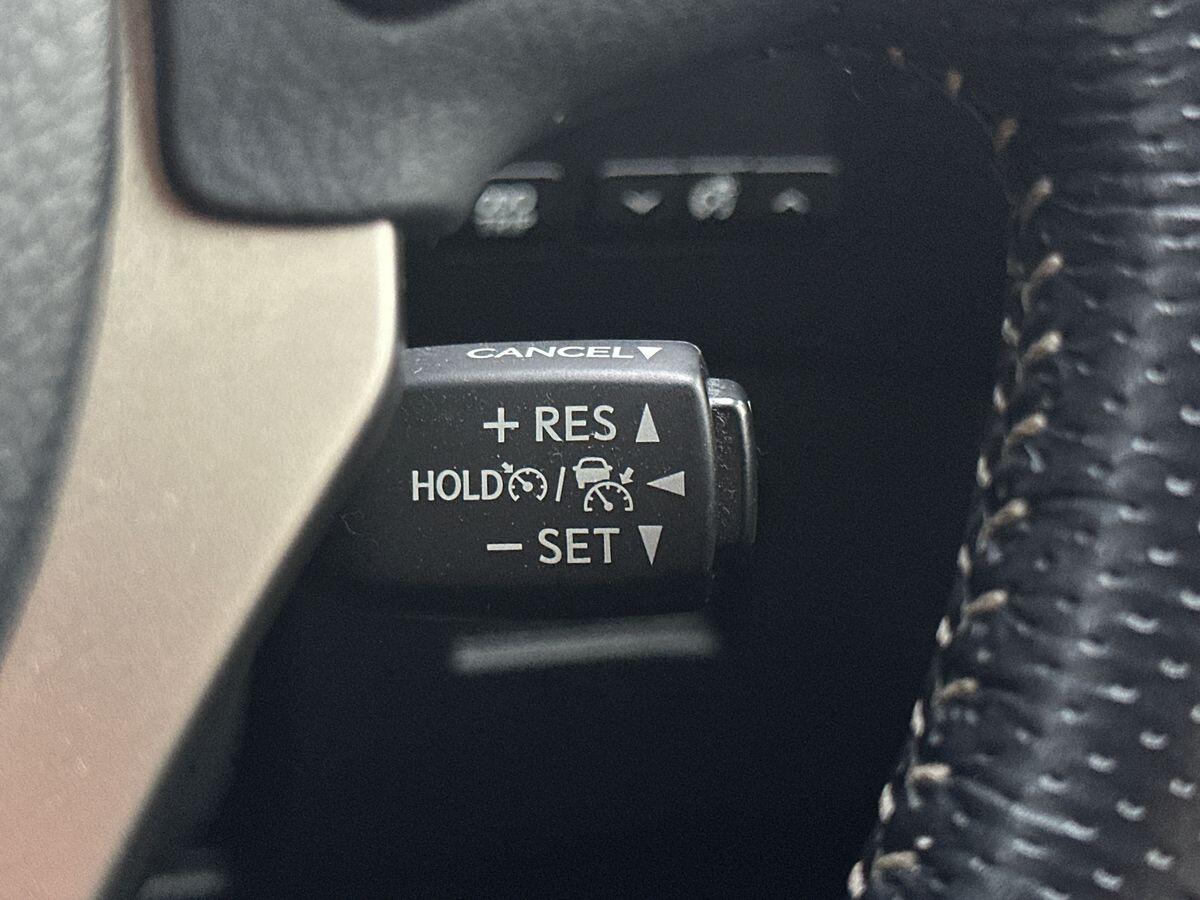 CANCEL▼
+ RES ▲
HOLD / ◀
− SET ▼